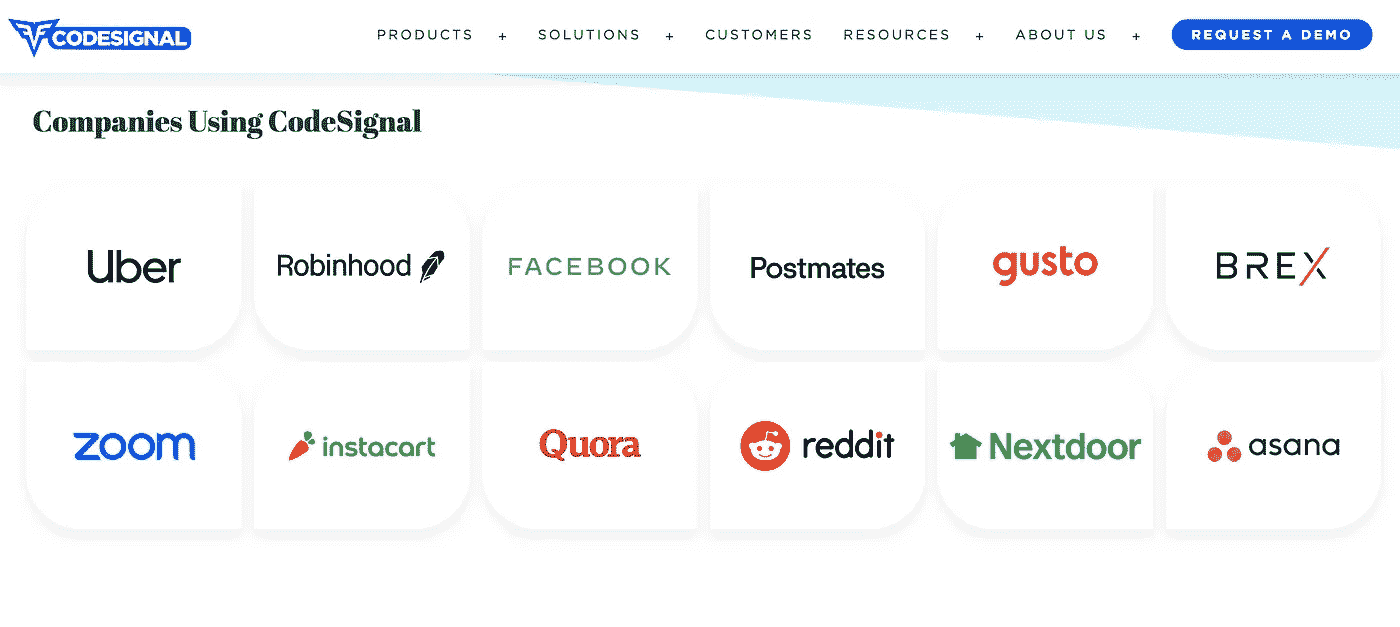 CODESIGNAL PRODUCTS + SOLUTIONS + CUSTOMERS RESOURCES + ABOUT US + REQUEST A DEMO
Companies Using CodeSignal
Uber Robinhood FACEBOOK Postmates gusto BREX
zoom instacart Quora reddit Nextdoor asana